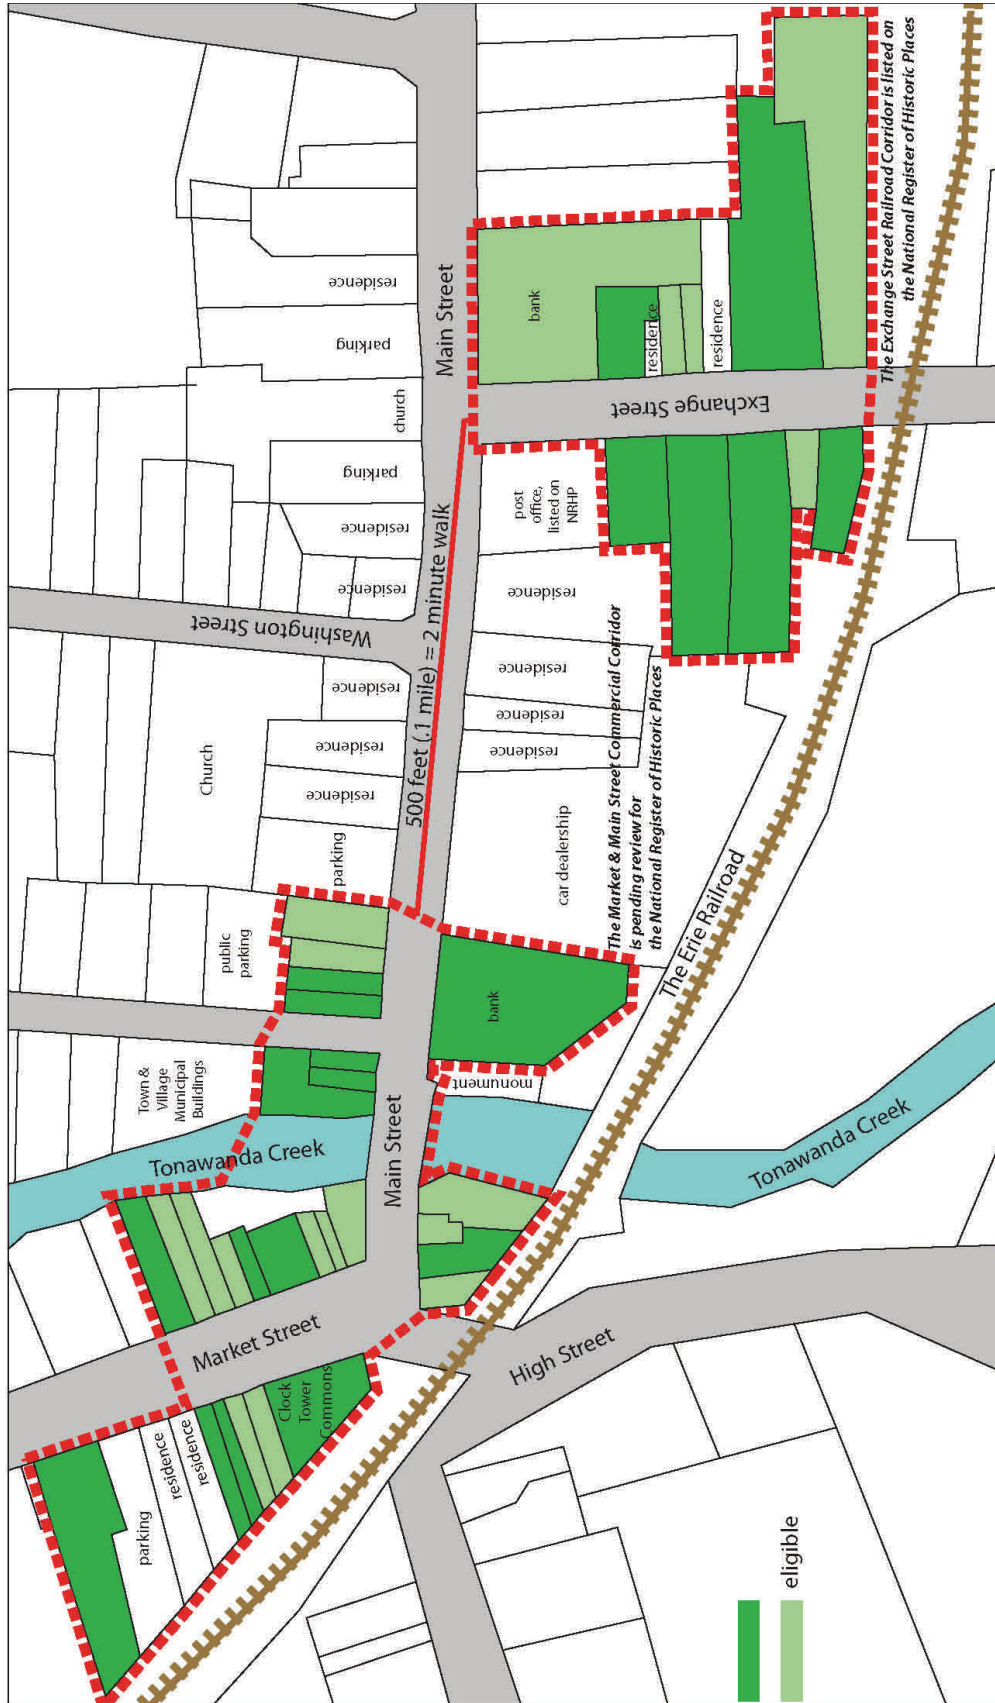 Main Street
Main Street
Exchange Street
Washington Street
Market Street
High Street
Tonawanda Creek
Tonawanda Creek
The Erie Railroad
500 feet (.1 mile) = 2 minute walk
The Exchange Street Railroad Corridor is listed on
the National Register of Historic Places
The Market & Main Street Commercial Corridor
is pending review for
the National Register of Historic Places
residence
parking
church
parking
residence
residence
residence
residence
residence
parking
Church
public
parking
Town &
Village
Municipal
Buildings
bank
residence
residence
post
office,
listed on
NRHP
residence
residence
residence
residence
car dealership
bank
monument
Clock
Tower
Commons
residence
residence
parking
eligible